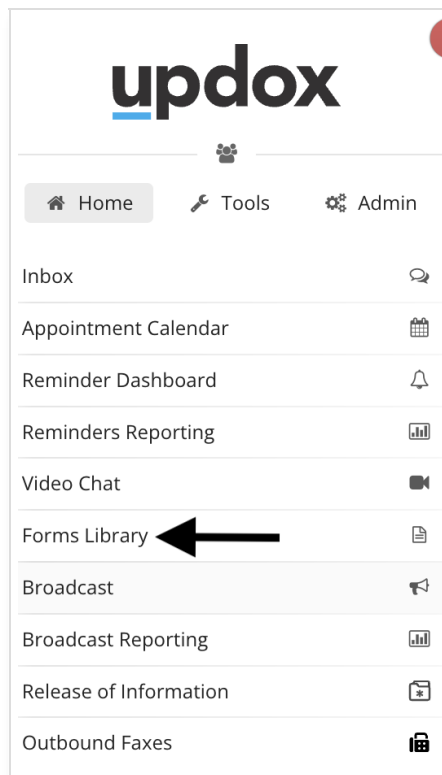 updox
Home Tools Admin
Inbox
Appointment Calendar
Reminder Dashboard
Reminders Reporting
Video Chat
Forms Library
Broadcast
Broadcast Reporting
Release of Information
Outbound Faxes